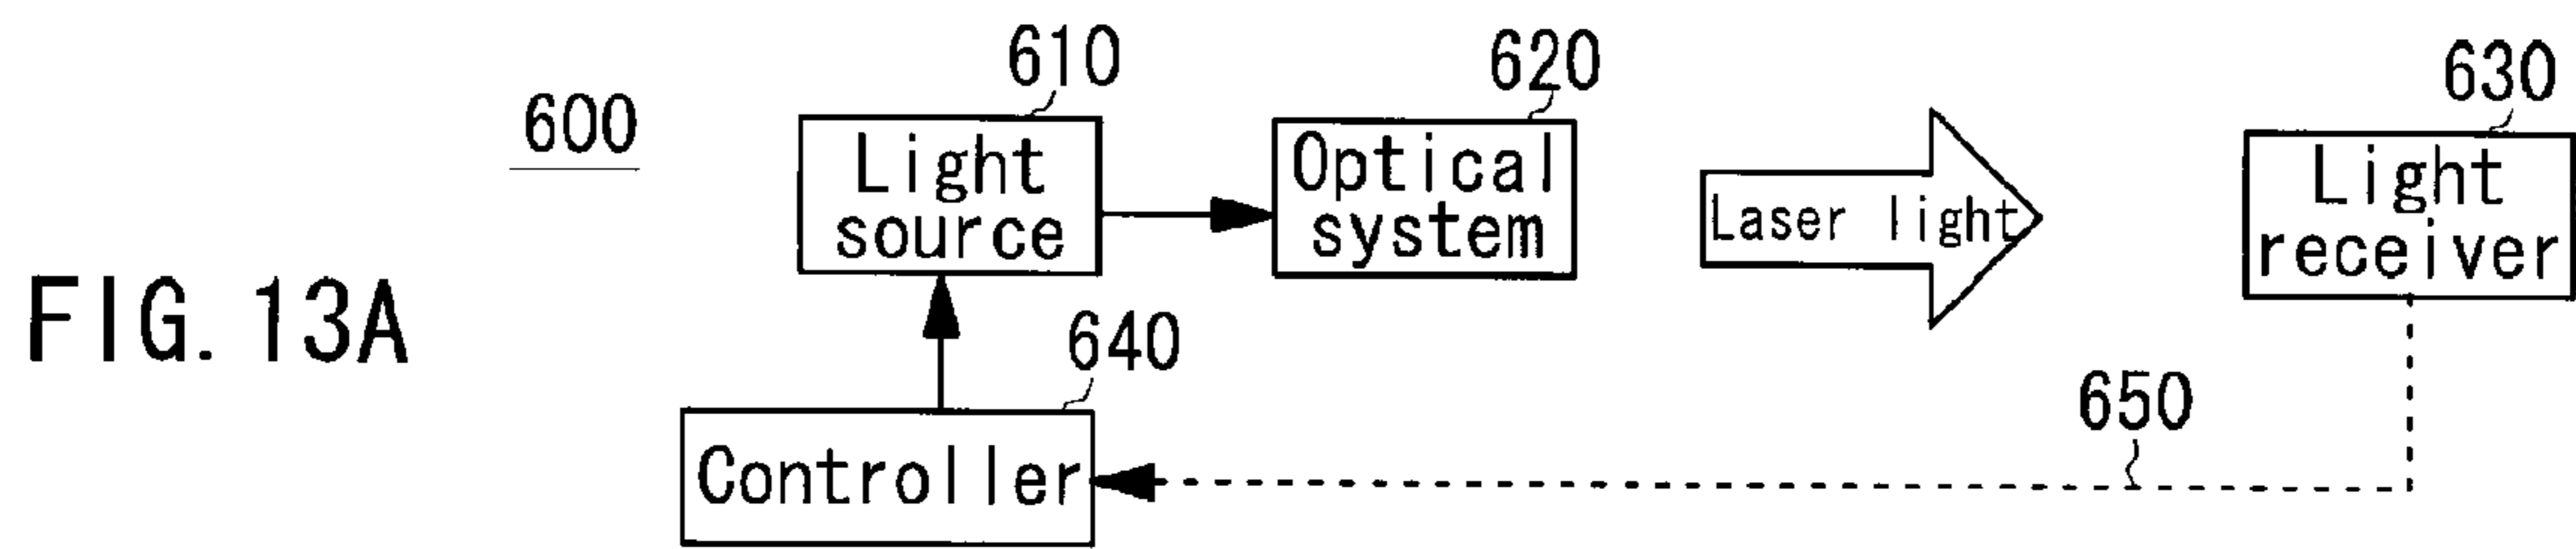 FIG. 13A
600
610
Light
source
620
Optical
system
Laser light
630
Light
receiver
640
Controller
650